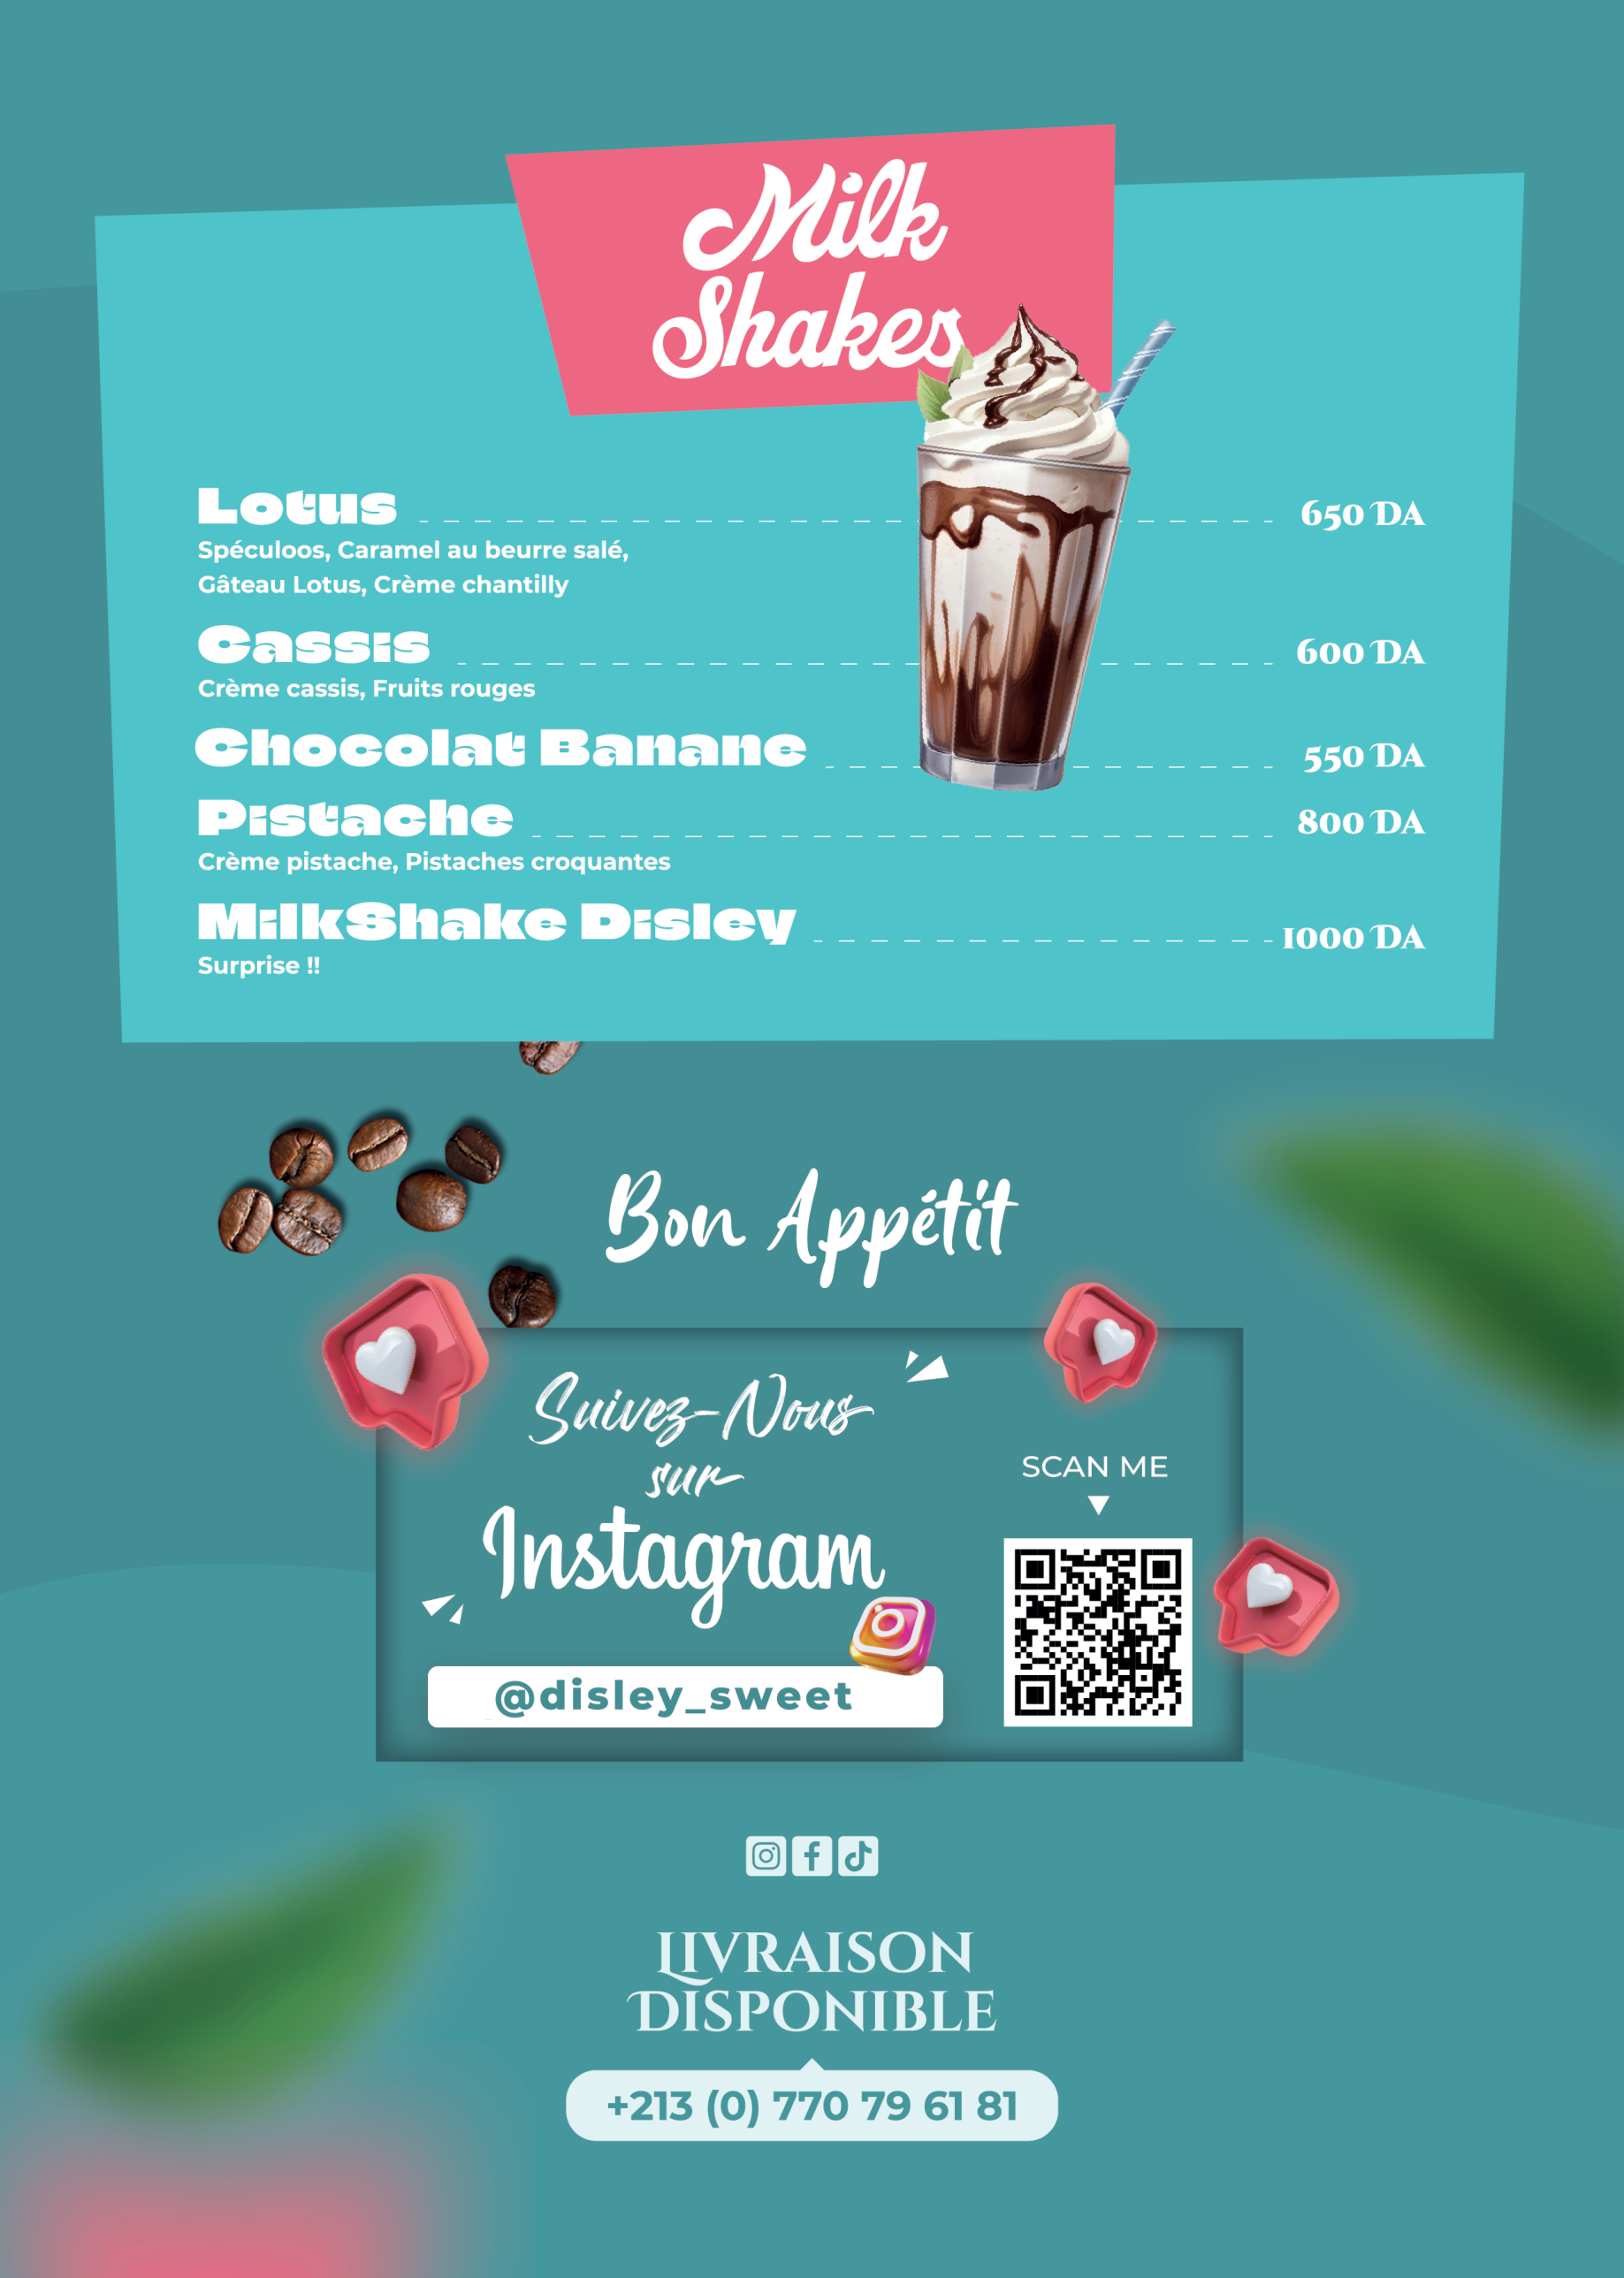 Milk
Shakes
Lotus 650 DA
Spéculoos, Caramel au beurre salé,
Gâteau Lotus, Crème chantilly
Cassis 600 DA
Crème cassis, Fruits rouges
Chocolat Banane 550 DA
Pistache 800 DA
Crème pistache, Pistaches croquantes
MilkShake Disley 1000 DA
Surprise !!
Bon Appétit
Suivez-Nous
sur
Instagram
@disley_sweet
SCAN ME
LIVRAISON
DISPONIBLE
+213 (0) 770 79 61 81